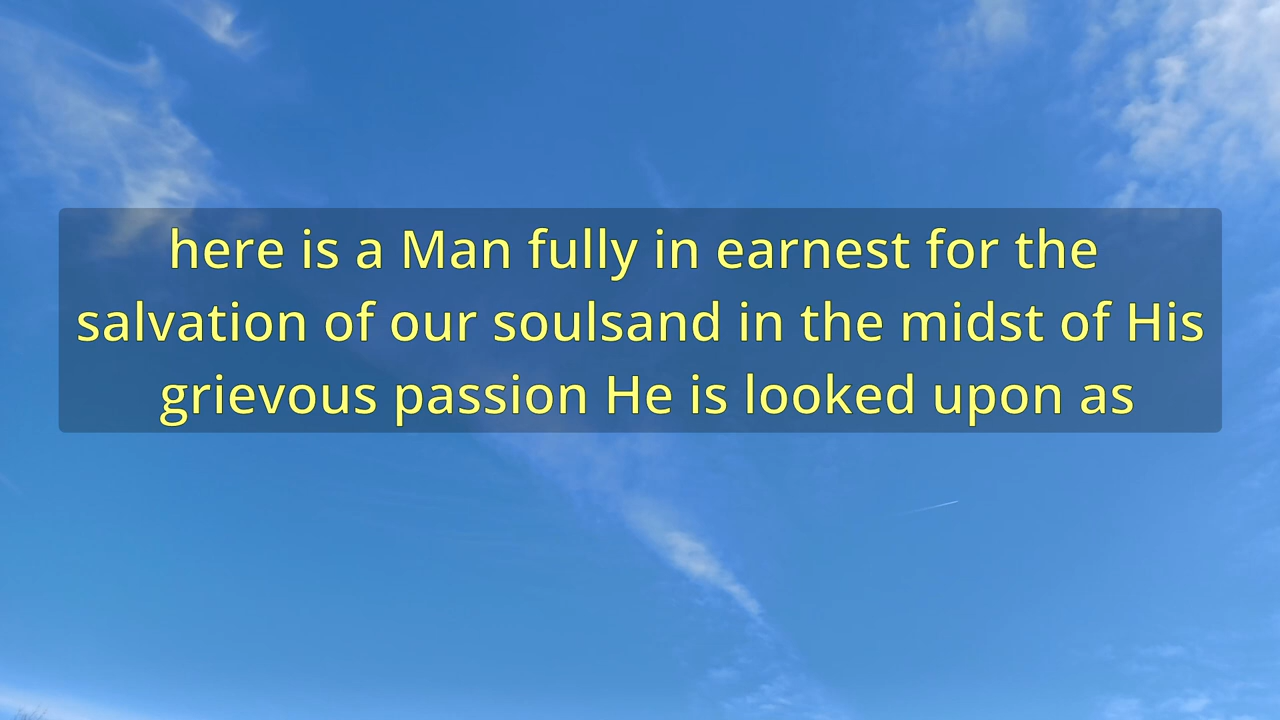 here is a Man fully in earnest for the
salvation of our soulsand in the midst of His
grievous passion He is looked upon as